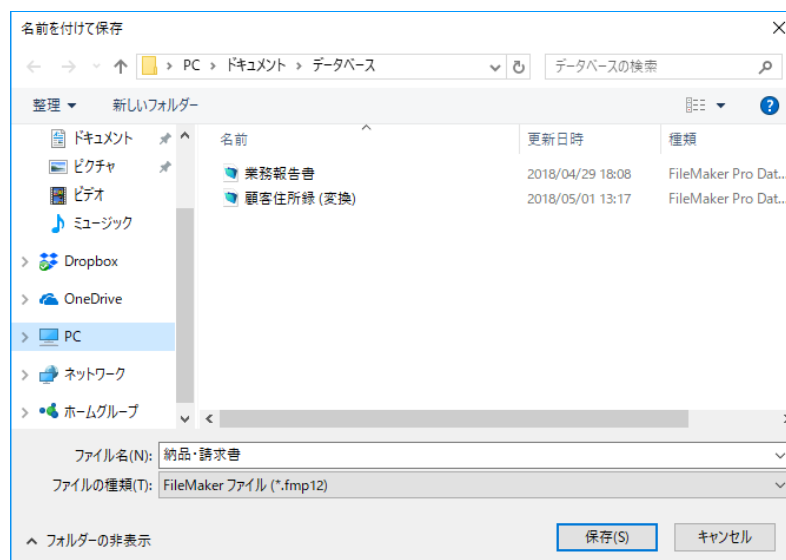 名前を付けて保存
PC › ドキュメント › データベース
データベースの検索
整理
新しいフォルダー
ドキュメント
ピクチャ
ビデオ
ミュージック
Dropbox
OneDrive
PC
ネットワーク
ホームグループ
名前 更新日時 種類
業務報告書 2018/04/29 18:08 FileMaker Pro Dat...
顧客住所録 (変換) 2018/05/01 13:17 FileMaker Pro Dat...
ファイル名(N): 納品・請求書
ファイルの種類(T): FileMaker ファイル (*.fmp12)
フォルダーの非表示
保存(S)
キャンセル